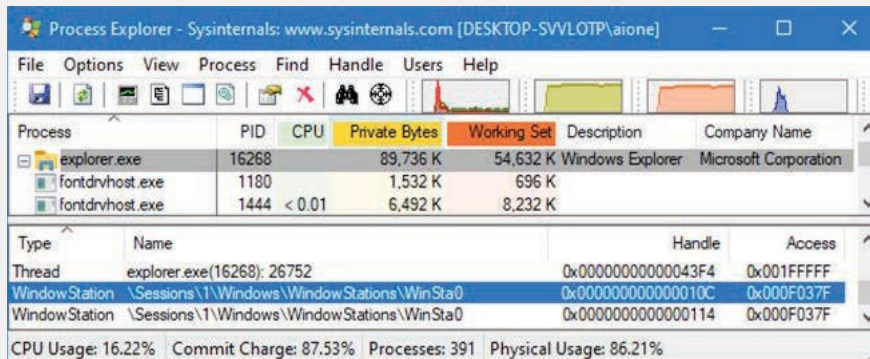 Process Explorer - Sysinternals: www.sysinternals.com [DESKTOP-SVVLOTP\aione]
File Options View Process Find Handle Users Help
Process PID CPU Private Bytes Working Set Description Company Name
explorer.exe 16268 89,736 K 54,632 K Windows Explorer Microsoft Corporation
fontdrvhost.exe 1180 1,532 K 696 K
fontdrvhost.exe 1444 < 0.01 6,492 K 8,232 K
Type Name Handle Access
Thread explorer.exe(16268): 26752 0x00000000000043F4 0x001FFFFF
WindowStation \Sessions\1\Windows\WindowStations\WinSta0 0x000000000000010C 0x000F037F
WindowStation \Sessions\1\Windows\WindowStations\WinSta0 0x0000000000000114 0x000F037F
CPU Usage: 16.22% Commit Charge: 87.53% Processes: 391 Physical Usage: 86.21%